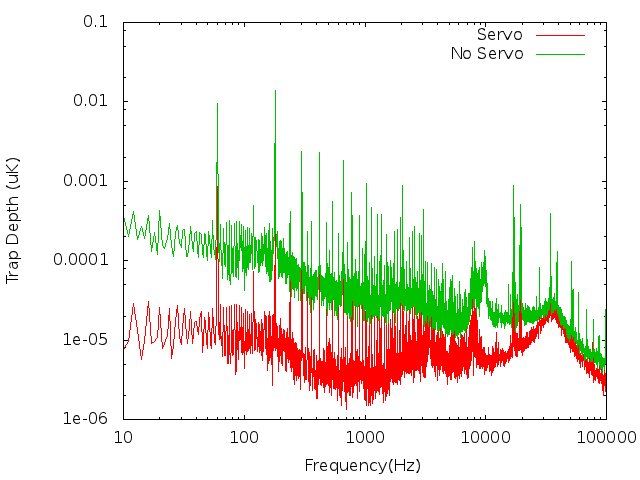 0.1
0.01
0.001
0.0001
1e-05
1e-06
10
100
1000
10000
100000
Trap Depth (uK)
Frequency(Hz)
Servo
No Servo